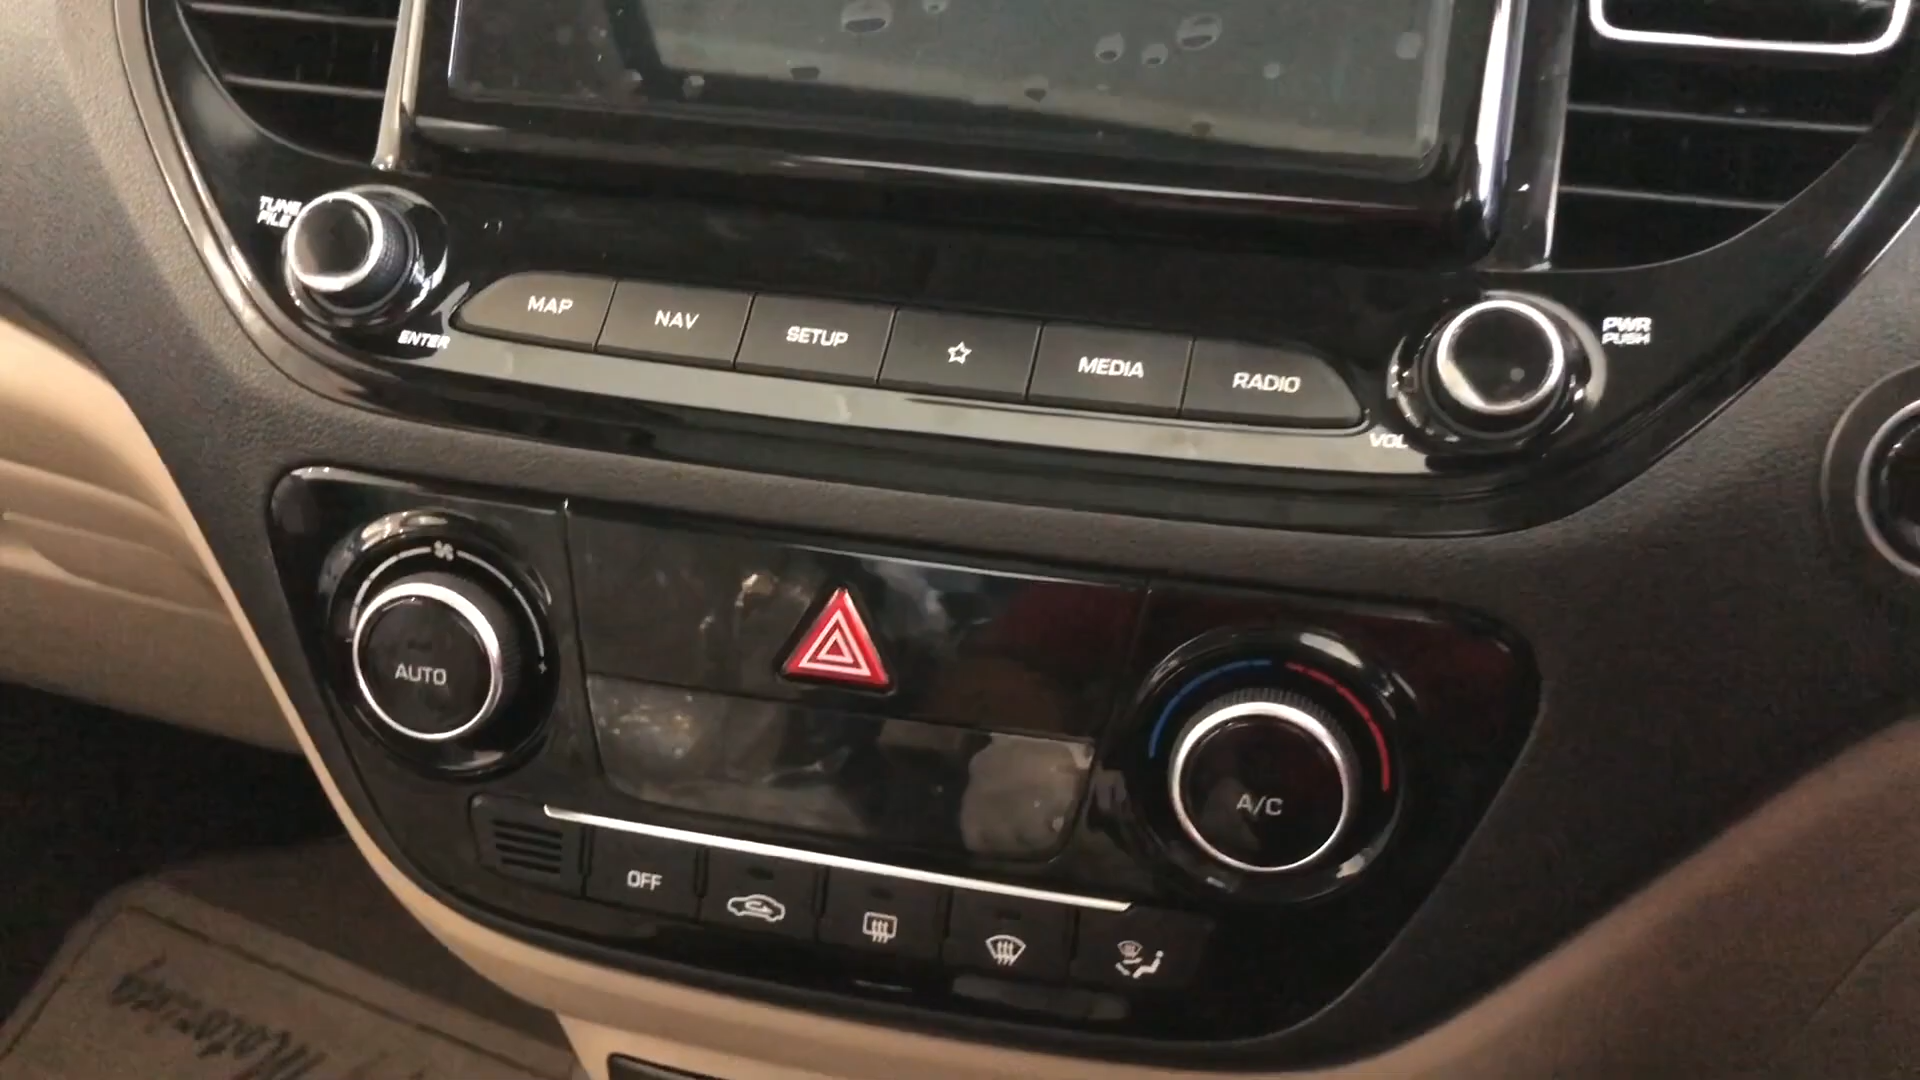 TUNE
FILE
ENTER
MAP
NAV
SETUP
MEDIA
RADIO
PWR
PUSH
VOL
AUTO
A/C
OFF